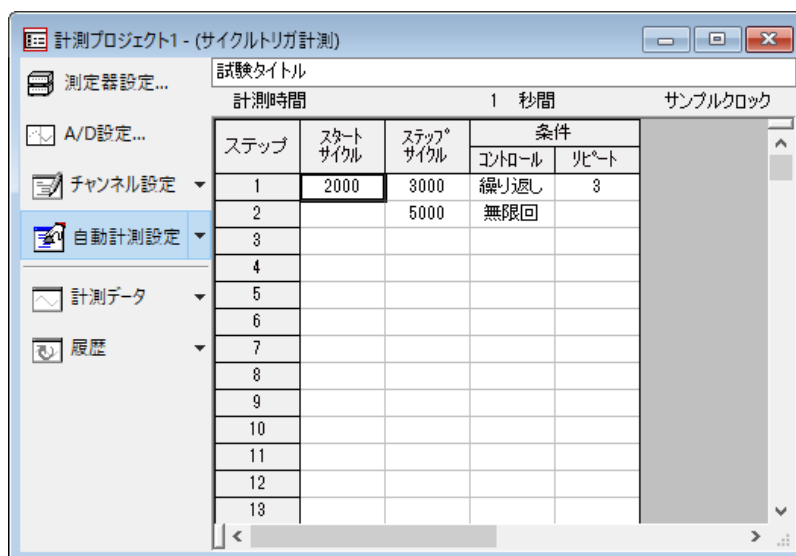 計測プロジェクト1 - (サイクルトリガ計測)
測定器設定...
A/D設定...
チャンネル設定
自動計測設定
計測データ
履歴
試験タイトル
計測時間 1 秒間 サンプルクロック
ステップ スタートサイクル ステップサイクル 条件
コントロール リピート
1 2000 3000 繰り返し 3
2 5000 無限回
3
4
5
6
7
8
9
10
11
12
13